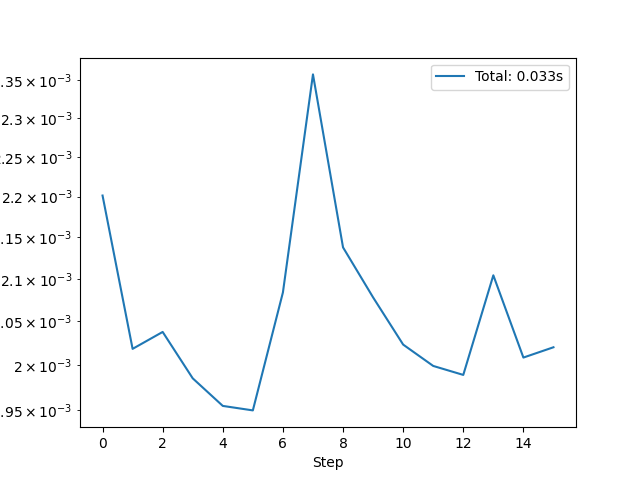 Total: 0.033s
.35 × 10⁻³
2.3 × 10⁻³
.25 × 10⁻³
2.2 × 10⁻³
.15 × 10⁻³
2.1 × 10⁻³
.05 × 10⁻³
2 × 10⁻³
.95 × 10⁻³
0 2 4 6 8 10 12 14
Step